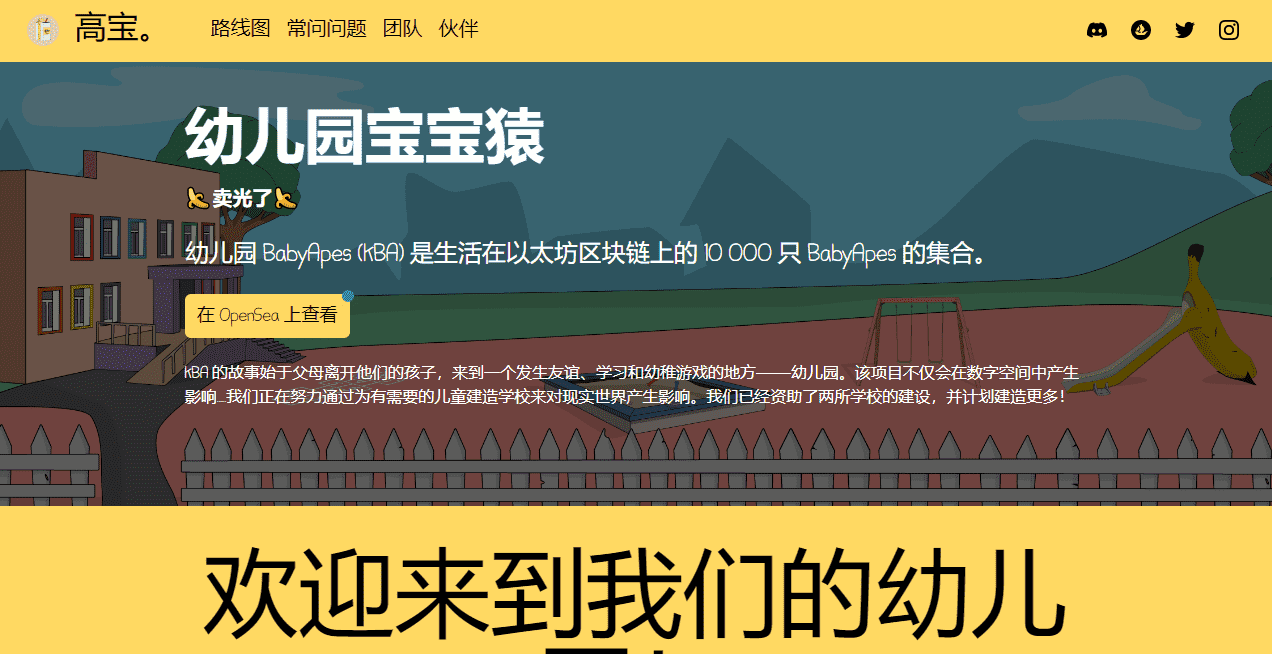 高宝。
路线图 常问问题 团队 伙伴
幼儿园宝宝猿
🍌卖光了🍌
幼儿园 BabyApes (KBA) 是生活在以太坊区块链上的 10 000 只 BabyApes 的集合。
在 OpenSea 上查看
KBA 的故事始于父母离开他们的孩子，来到一个发生友谊、学习和幼稚游戏的地方——幼儿园。该项目不仅会在数字空间中产生
影响...我们正在努力通过为有需要的儿童建造学校来对现实世界产生影响。我们已经资助了两所学校的建设，并计划建造更多！
欢迎来到我们的幼儿